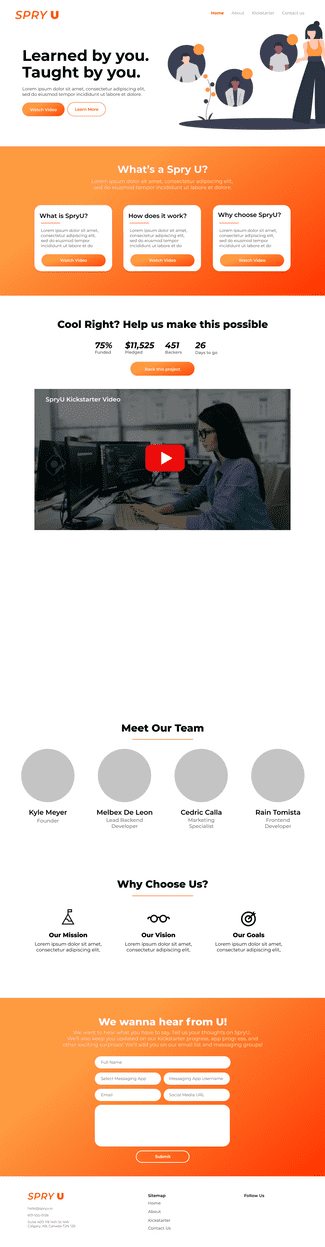 SPRY U
Home About Kickstarter Contact us
Learned by you.
Taught by you.
Lorem ipsum dolor sit amet, consectetur adipiscing elit,
sed do eiusmod tempor incididunt ut labore et dolore.
Watch Video Learn More
What's a Spry U?
Lorem ipsum dolor sit amet, consectetur adipiscing elit,
sed do eiusmod tempor incididunt ut labore et dolore.
What is SpryU?
Lorem ipsum dolor sit amet,
consectetur adipiscing elit,
sed do eiusmod tempor
incididunt ut labore
Watch Video
How does it work?
Lorem ipsum dolor sit amet,
consectetur adipiscing elit,
sed do eiusmod tempor
incididunt ut labore
Watch Video
Why choose SpryU?
Lorem ipsum dolor sit amet,
consectetur adipiscing elit,
sed do eiusmod tempor
incididunt ut labore
Watch Video
Cool Right? Help us make this possible
75% $11,525 451 26
Funded Pledged Backers Days to go
Back this project
SpryU Kickstarter Video
Meet Our Team
Kyle Meyer
Founder
Melbex De Leon
Lead Backend
Developer
Cedric Calla
Marketing
Specialist
Rain Tomista
Frontend
Developer
Why Choose Us?
Our Mission
Lorem ipsum dolor sit amet,
consectetur adipiscing elit,
Our Vision
Lorem ipsum dolor sit amet,
consectetur adipiscing elit,
Our Goals
Lorem ipsum dolor sit amet,
consectetur adipiscing elit,
We wanna hear from U!
We want to hear what you have to say. Tell us your thoughts on SpryU.
We'll also keep you updated on our Kickstarter progress, app progress, and
other exciting surprises! We'll add you on our email list and messaging groups!
Full Name
Select Messaging App Messaging App Username
Email Social Media URL
Submit
SPRY U
Sitemap
Home
About
Kickstarter
Contact Us
Follow Us